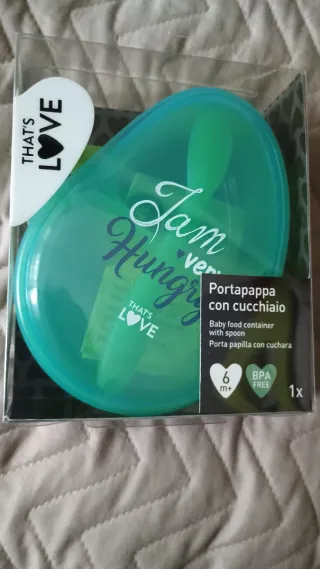 THAT'S
LOVE
Jam
very
Hungry
THAT'S
LOVE
Portapappa
con cucchiaio
Baby food container
with spoon
Porta papilla con cuchara
6
m+
BPA
FREE
1x